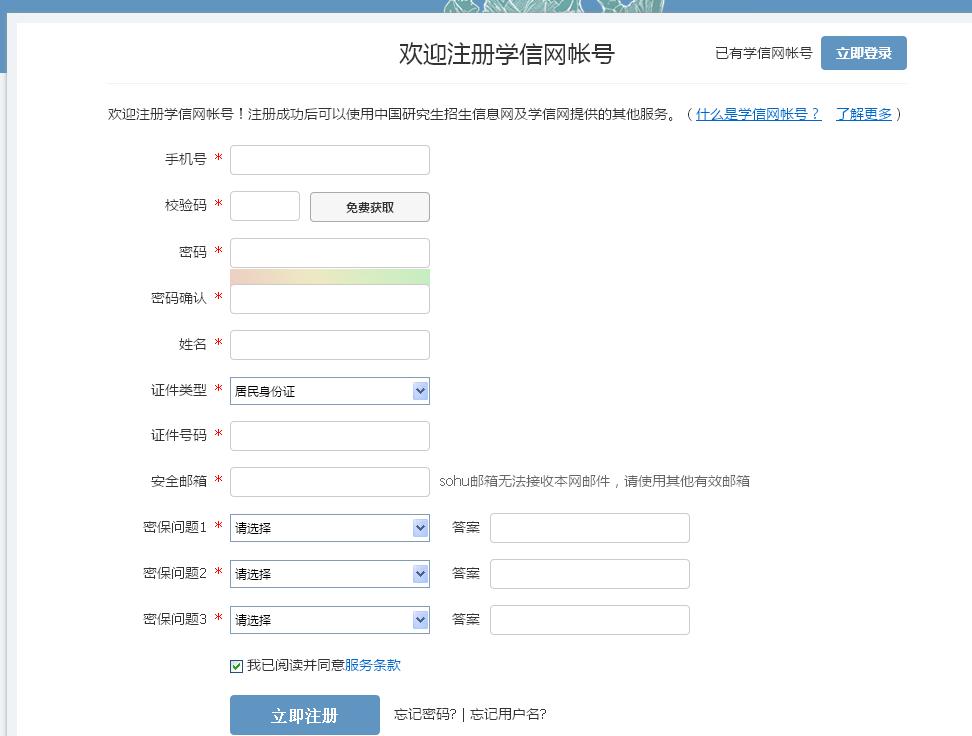 欢迎注册学信网帐号 已有学信网帐号 立即登录
欢迎注册学信网帐号！注册成功后可以使用中国研究生招生信息网及学信网提供的其他服务。（什么是学信网帐号？ 了解更多）
手机号 *
校验码 * 免费获取
密码 *
密码确认 *
姓名 *
证件类型 * 居民身份证
证件号码 *
安全邮箱 * sohu邮箱无法接收本网邮件，请使用其他有效邮箱
密保问题1 * 请选择 答案
密保问题2 * 请选择 答案
密保问题3 * 请选择 答案
我已阅读并同意服务条款
立即注册 忘记密码? | 忘记用户名?